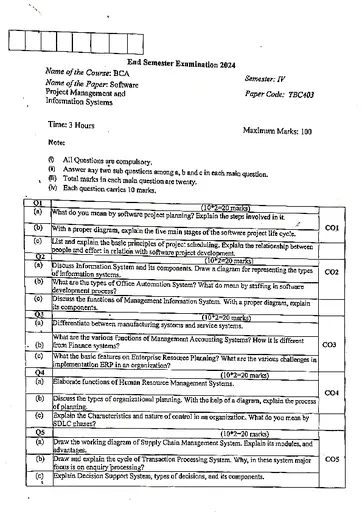 End Semester Examination 2024
Name of the Course: BCA
Semester: IV
Name of the Paper: Software
Project Management and
Information Systems
Paper Code: TBC403
Time: 3 Hours
Maximum Marks: 100
Note:
(i) All Questions are compulsory.
(ii) Answer any two sub questions among a, b and c in each main question.
(iii) Total marks in each main question are twenty.
(iv) Each question carries 10 marks.
Q1 (10*2=20 marks)
(a) What do you mean by software project planning? Explain the steps involved in it.
(b) With a proper diagram, explain the five main stages of the software project life cycle. CO1
(c) List and explain the basic principles of project scheduling. Explain the relationship between
people and effort in relation with software project development.
Q2 (10*2=20 marks)
(a) Discuss Information System and its components. Draw a diagram for representing the types CO2
of information systems.
(b) What are the types of Office Automation System? What do mean by staffing in software
development process?
(c) Discuss the functions of Management Information System. With a proper diagram, explain
its components.
Q3 (10*2=20 marks)
(a) Differentiate between manufacturing systems and service systems.
What are the various Functions of Management Accounting Systems? How it is different CO3
(b) from Finance systems?
(c) What the basic features on Enterprise Resource Planning? What are the various challenges in
implementation ERP in an organization?
Q4 (10*2=20 marks)
(a) Elaborate functions of Human Resource Management Systems.
CO4
(b) Discuss the types of organizational planning. With the help of a diagram, explain the process
of planning.
(c) Explain the Characteristics and nature of control in an organization. What do you mean by
SDLC phases?
Q5 (10*2=20 marks)
(a) Draw the working diagram of Supply Chain Management System. Explain its modules, and
advantages.
(b) Draw and explain the cycle of Transaction Processing System. Why, in these system major CO5
focus is on enquiry processing?
(c) Explain Decision Support System, types of decisions, and its components.